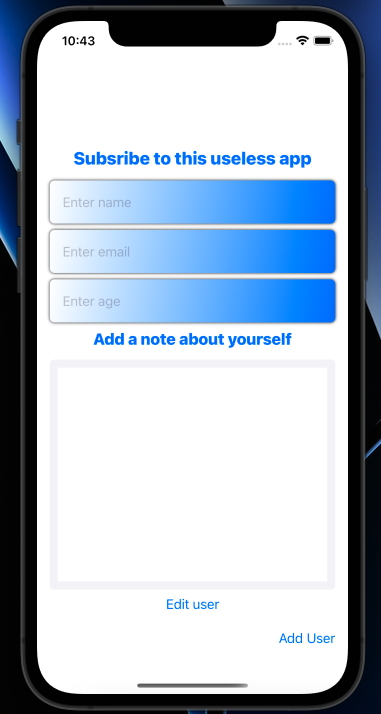 10:43
Subsribe to this useless app
Enter name
Enter email
Enter age
Add a note about yourself
Edit user
Add User